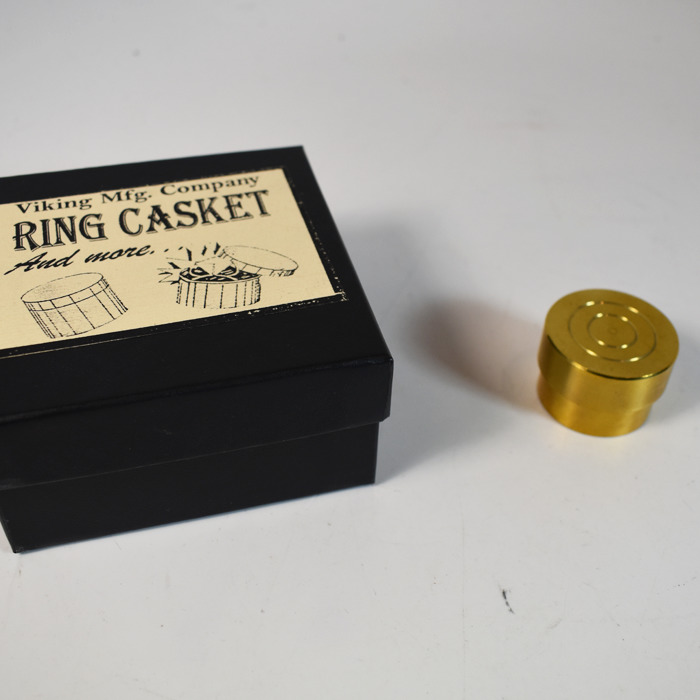 Viking Mfg. Company
RING CASKET
And more...